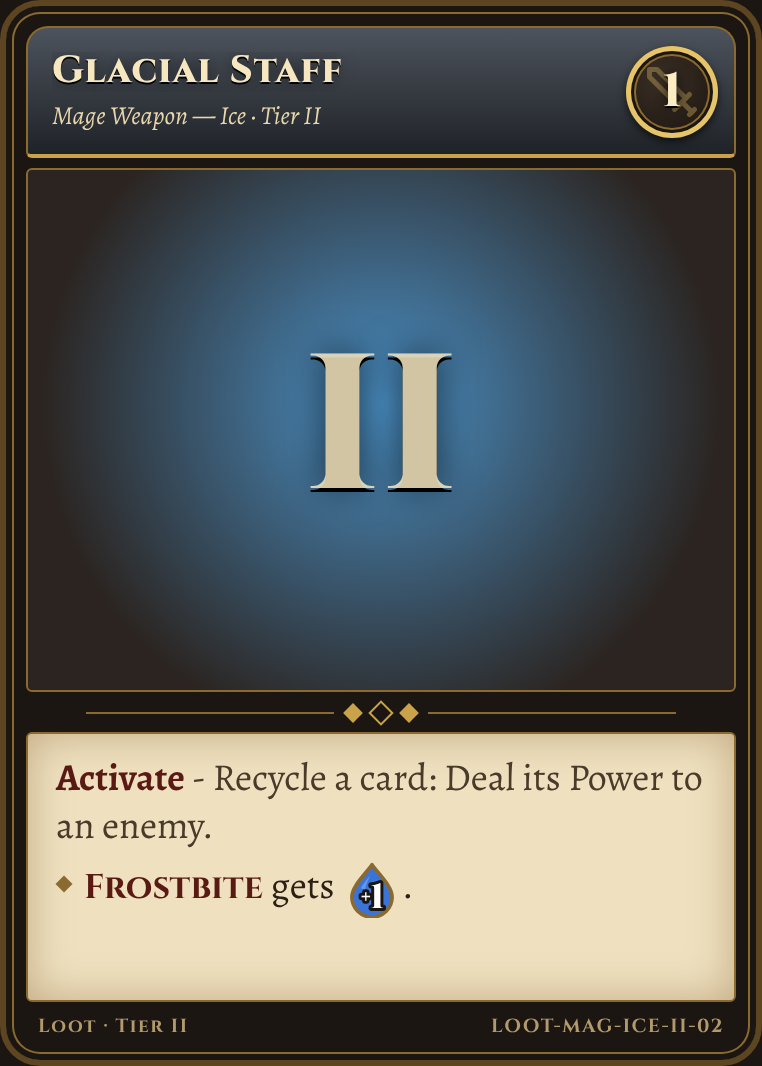 Glacial Staff
1
Mage Weapon — Ice · Tier II
II
Activate - Recycle a card: Deal its Power to
an enemy.
Frostbite gets +1 .
Loot · Tier II
LOOT-MAG-ICE-II-02